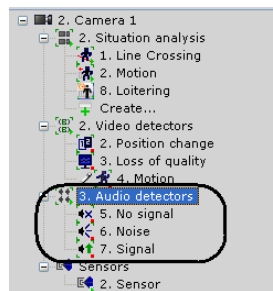 2. Camera 1
2. Situation analysis
1. Line Crossing
2. Motion
8. Loitering
Create...
2. Video detectors
2. Position change
3. Loss of quality
4. Motion
3. Audio detectors
5. No signal
6. Noise
7. Signal
Sensors
2. Sensor